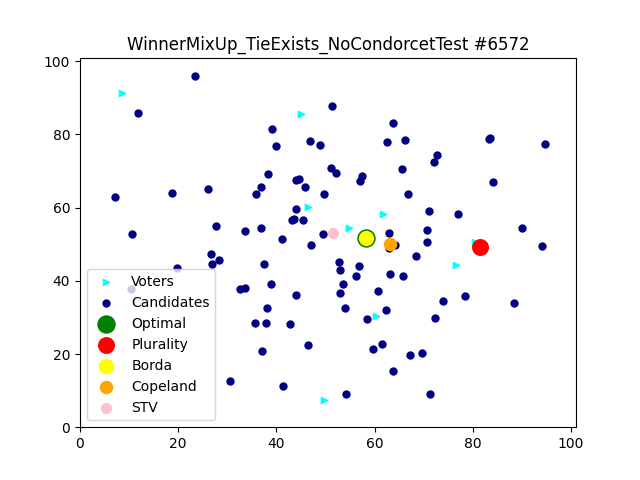 WinnerMixUp_TieExists_NoCondorcetTest #6572
100
80
60
40
20
0
Voters
Candidates
Optimal
Plurality
Borda
Copeland
STV
0 20 40 60 80 100